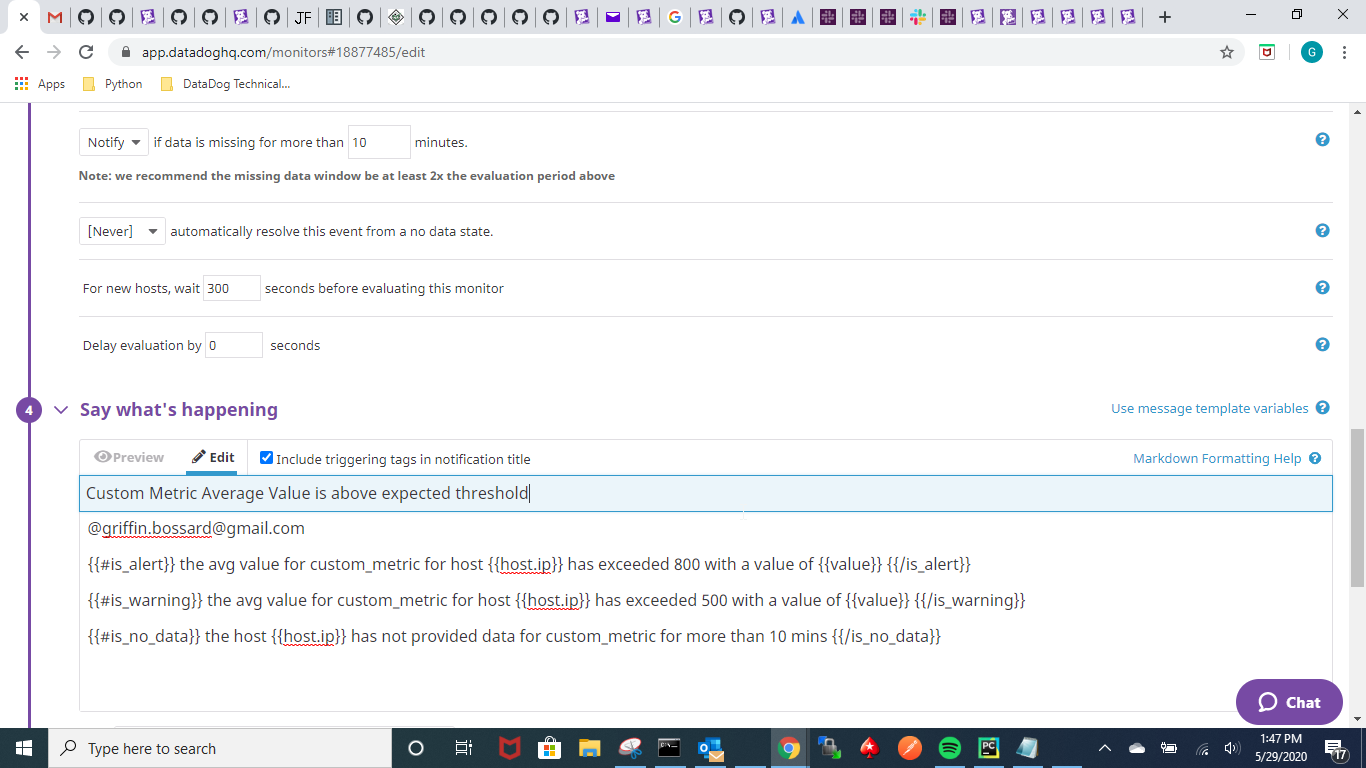 JF
app.datadoghq.com/monitors#18877485/edit
G
Apps Python DataDog Technical...
Notify if data is missing for more than 10 minutes.
Note: we recommend the missing data window be at least 2x the evaluation period above
[Never] automatically resolve this event from a no data state.
For new hosts, wait 300 seconds before evaluating this monitor
Delay evaluation by 0 seconds
4 Say what's happening Use message template variables
Preview Edit Include triggering tags in notification title Markdown Formatting Help
Custom Metric Average Value is above expected threshold
@griffin.bossard@gmail.com
{{#is_alert}} the avg value for custom_metric for host {{host.ip}} has exceeded 800 with a value of {{value}} {{/is_alert}}
{{#is_warning}} the avg value for custom_metric for host {{host.ip}} has exceeded 500 with a value of {{value}} {{/is_warning}}
{{#is_no_data}} the host {{host.ip}} has not provided data for custom_metric for more than 10 mins {{/is_no_data}}
Chat
Type here to search
PC
1:47 PM
5/29/2020
17